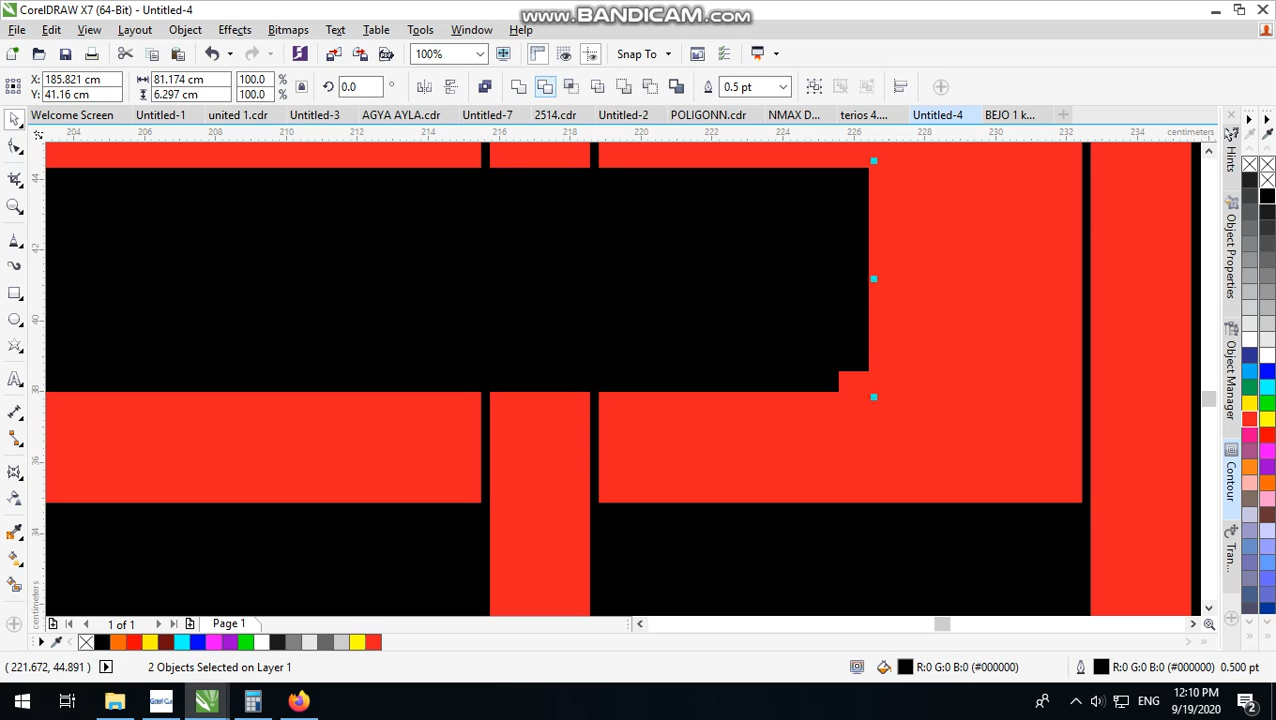 CorelDRAW X7 (64-Bit) - Untitled-4
www.BANDICAM.com
File Edit View Layout Object Effects Bitmaps Text Table Tools Window Help
100% Snap To
X: 185.821 cm 81.174 cm 100.0 % 0.0 ° 0.5 pt
Y: 41.16 cm 6.297 cm 100.0 %
Welcome Screen Untitled-1 united 1.cdr Untitled-3 AGYA AYLA.cdr Untitled-7 2514.cdr Untitled-2 POLIGONN.cdr NMAX D... terios 4.... Untitled-4 BEJO 1 k...
204 206 208 210 212 214 216 218 220 222 224 226 228 230 232 234 centimeters
44
42
40
38
36
34
centimeters
Hints
Object Properties
Object Manager
Contour
Tran...
1 of 1 Page 1
(221.672, 44.891) 2 Objects Selected on Layer 1 R:0 G:0 B:0 (#000000) R:0 G:0 B:0 (#000000) 0.500 pt
ENG 12:10 PM
9/19/2020 2